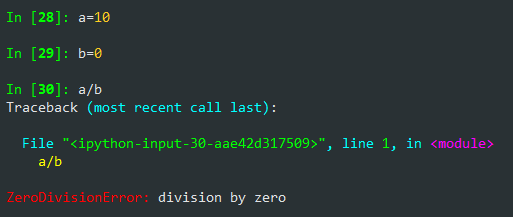 In [28]: a=10
In [29]: b=0
In [30]: a/b
Traceback (most recent call last):
File "<ipython-input-30-aae42d317509>", line 1, in <module>
a/b
ZeroDivisionError: division by zero